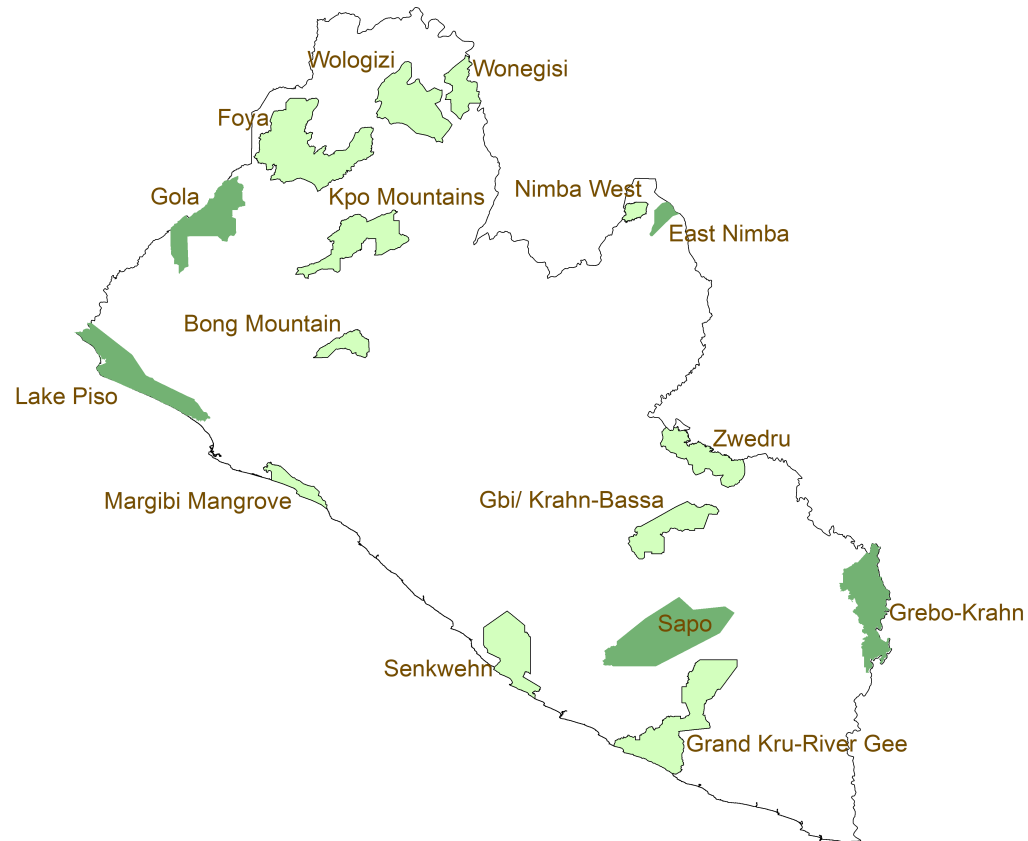 Wologizi
Wonegisi
Foya
Gola
Kpo Mountains
Nimba West
East Nimba
Bong Mountain
Lake Piso
Zwedru
Margibi Mangrove
Gbi/ Krahn-Bassa
Grebo-Krahn
Sapo
Senkwehn
Grand Kru-River Gee